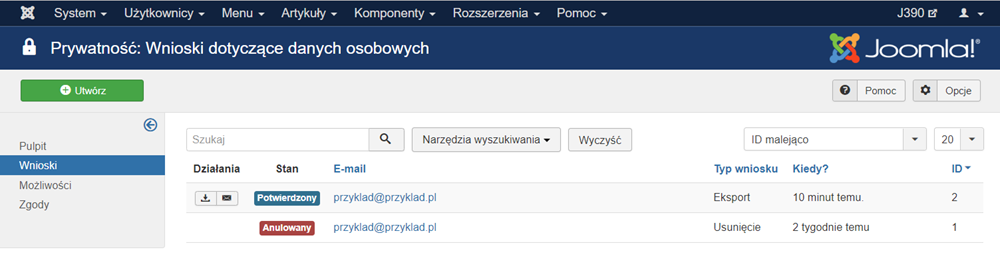 System Użytkownicy Menu Artykuły Komponenty Rozszerzenia Pomoc J390
Prywatność: Wnioski dotyczące danych osobowych Joomla!®
Utwórz Pomoc Opcje
Szukaj Narzędzia wyszukiwania Wyczyść ID malejąco 20
Pulpit
Wnioski
Możliwości
Zgody
Działania Stan E-mail Typ wniosku Kiedy? ID
Potwierdzony przyklad@przyklad.pl Eksport 10 minut temu. 2
Anulowany przyklad@przyklad.pl Usunięcie 2 tygodnie temu 1